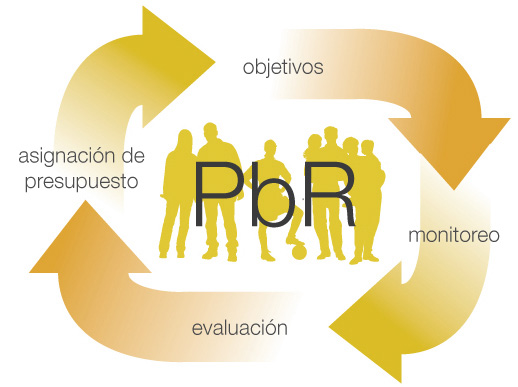 objetivos
asignación de
presupuesto
PbR
monitoreo
evaluación